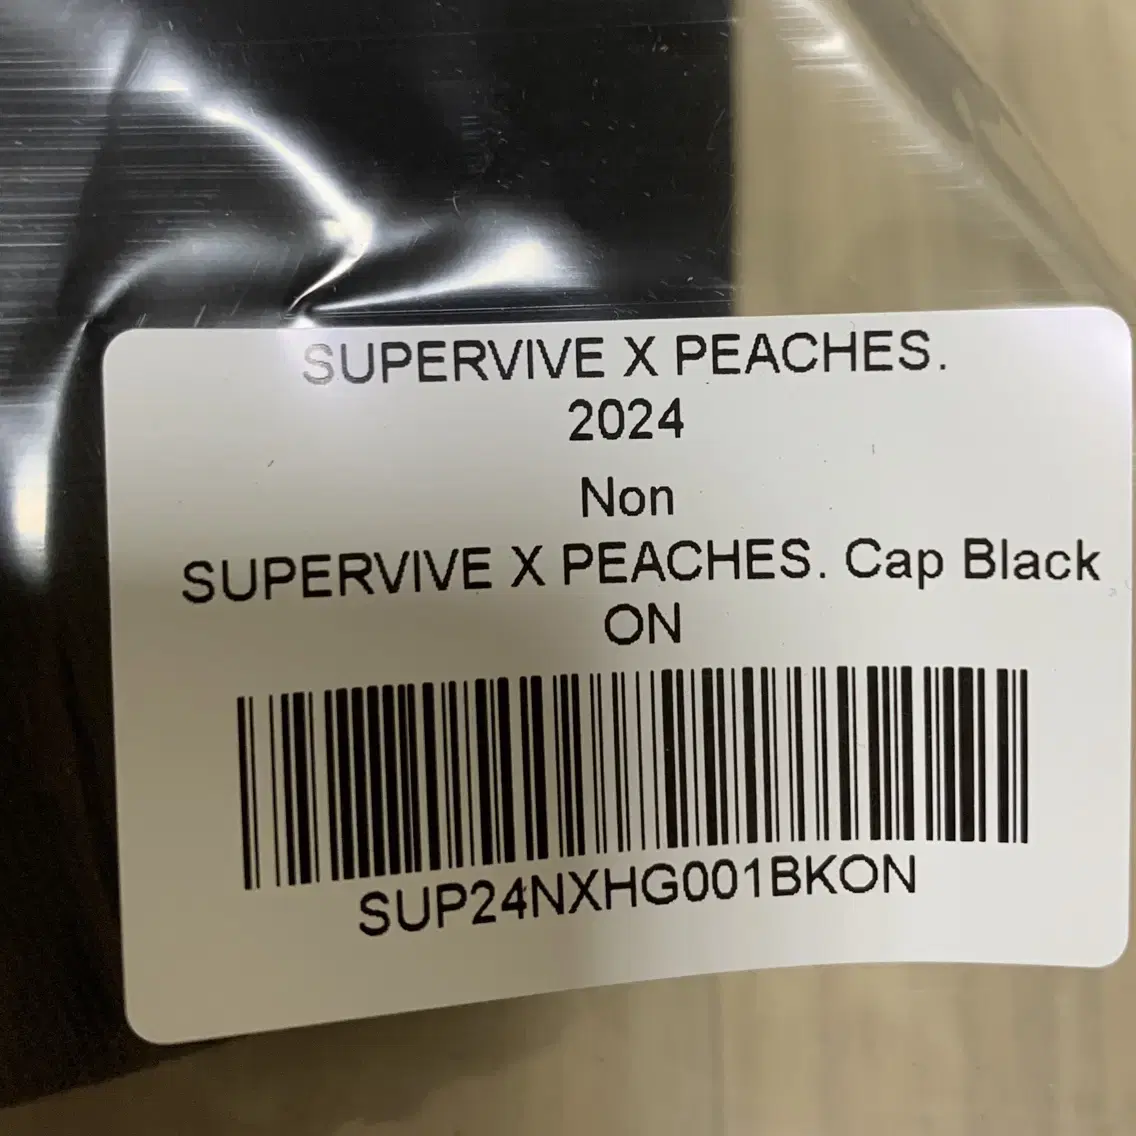 SUPERVIVE X PEACHES.
2024
Non
SUPERVIVE X PEACHES. Cap Black
ON
SUP24NXHG001BKON